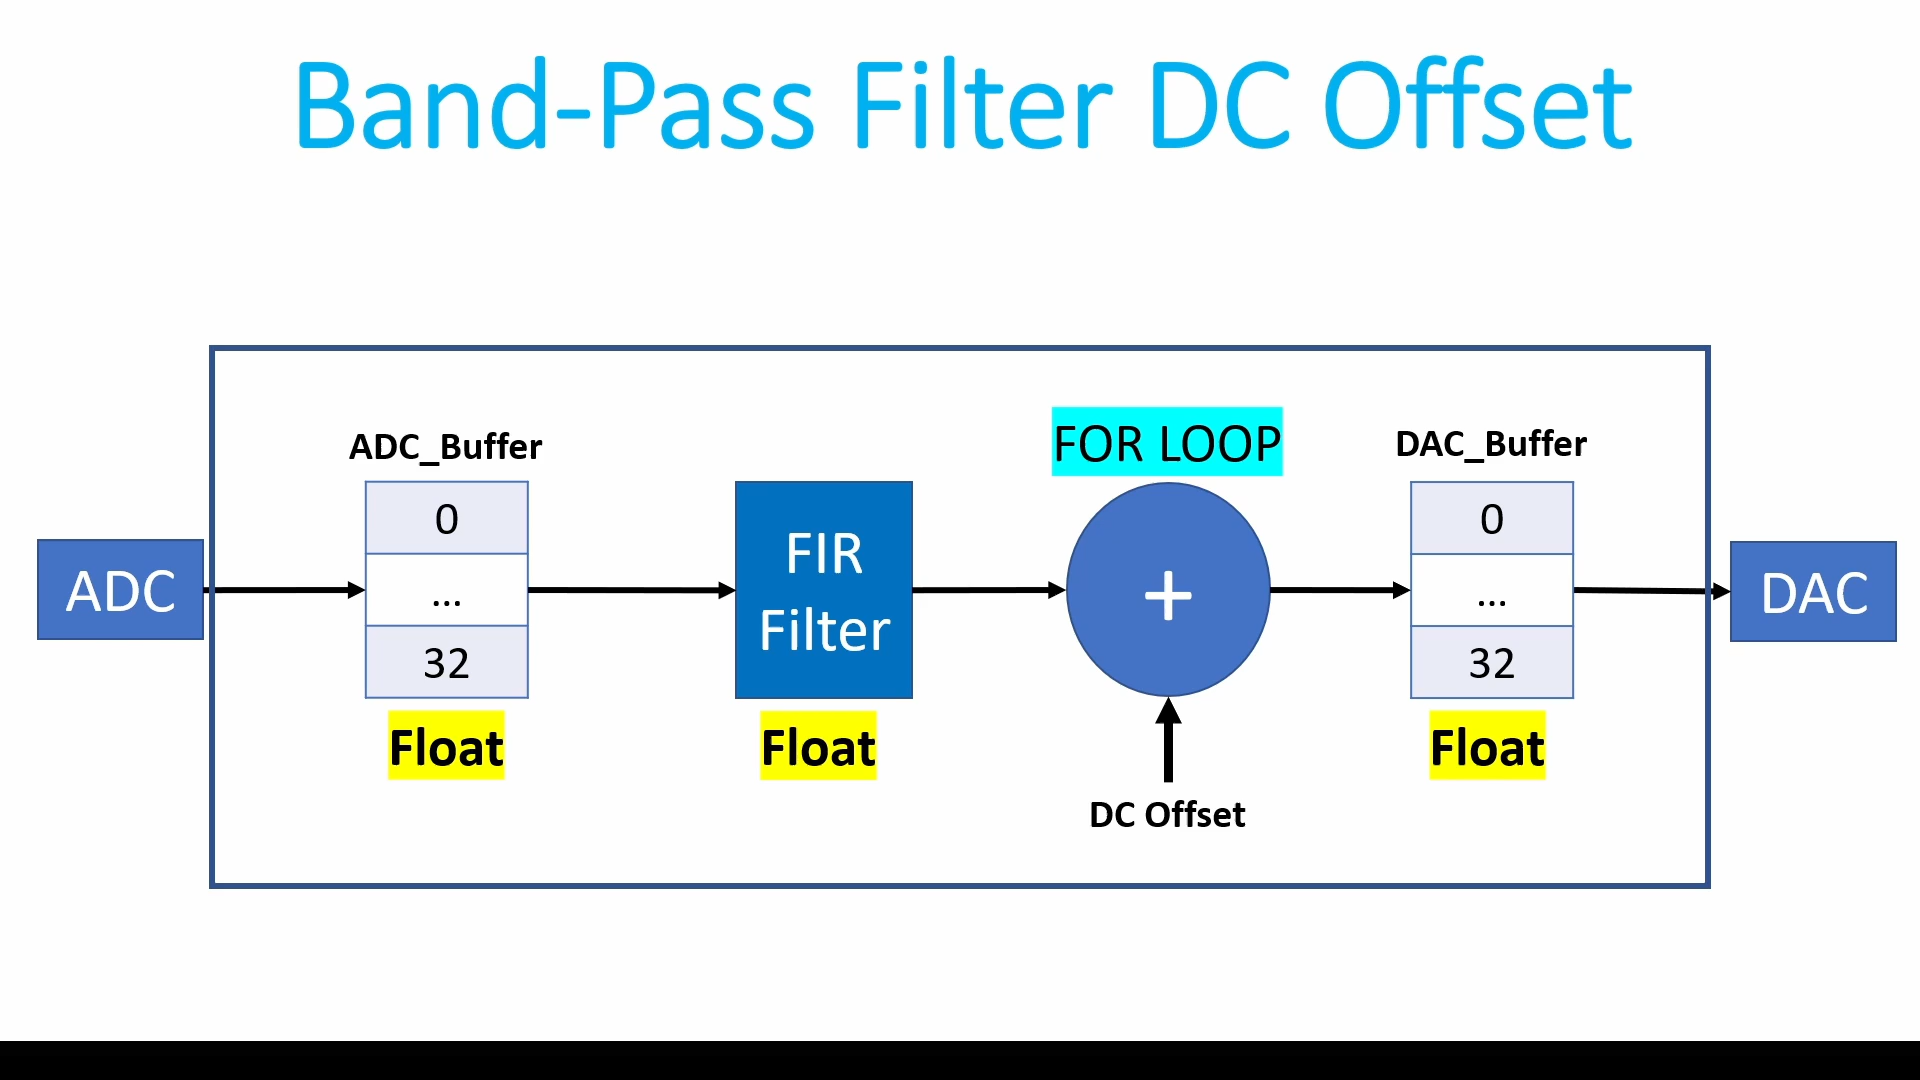 Band-Pass Filter DC Offset
ADC_Buffer
FOR LOOP
DAC_Buffer
ADC
0
...
32
FIR
Filter
+
0
...
32
DAC
Float
Float
Float
DC Offset